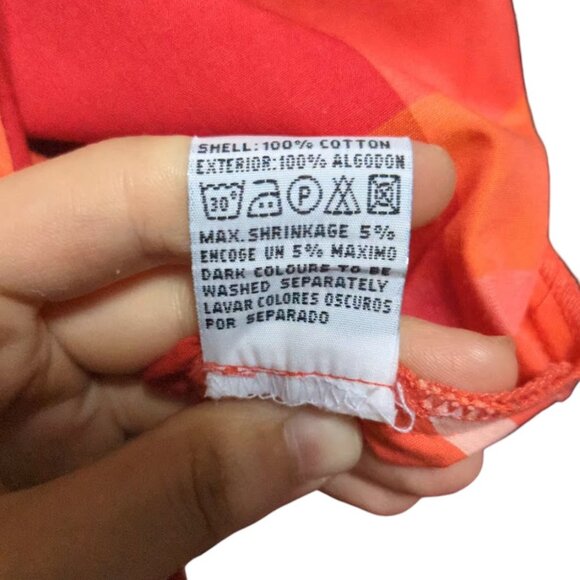 SHELL: 100% COTTON
EXTERIOR: 100% ALGODON
30° P
MAX. SHRINKAGE 5%
ENCOGE UN 5% MAXIMO
DARK COLOURS TO BE
WASHED SEPARATELY
LAVAR COLORES OSCUROS
POR SEPARADO